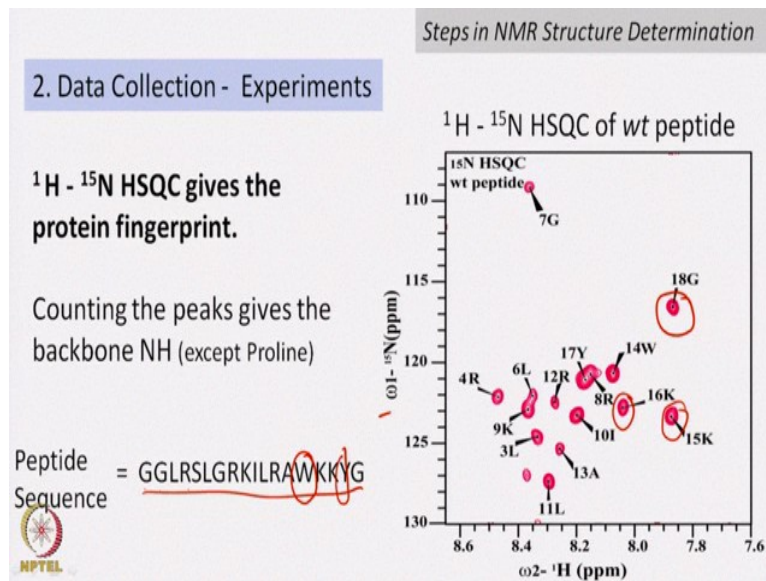 Steps in NMR Structure Determination
2. Data Collection - Experiments
¹H - ¹⁵N HSQC gives the
protein fingerprint.
Counting the peaks gives the
backbone NH (except Proline)
Peptide
Sequence
= GGLRSLGRKILRAWKKYG
NPTEL
¹H - ¹⁵N HSQC of wt peptide
15N HSQC
wt peptide
7G
18G
17Y
14W
6L
12R
4R
8R
16K
9K
10I
15K
3L
13A
11L
110
115
120
125
130
ω1- ¹⁵N(ppm)
8.6 8.4 8.2 8.0 7.8 7.6
ω2- ¹H (ppm)